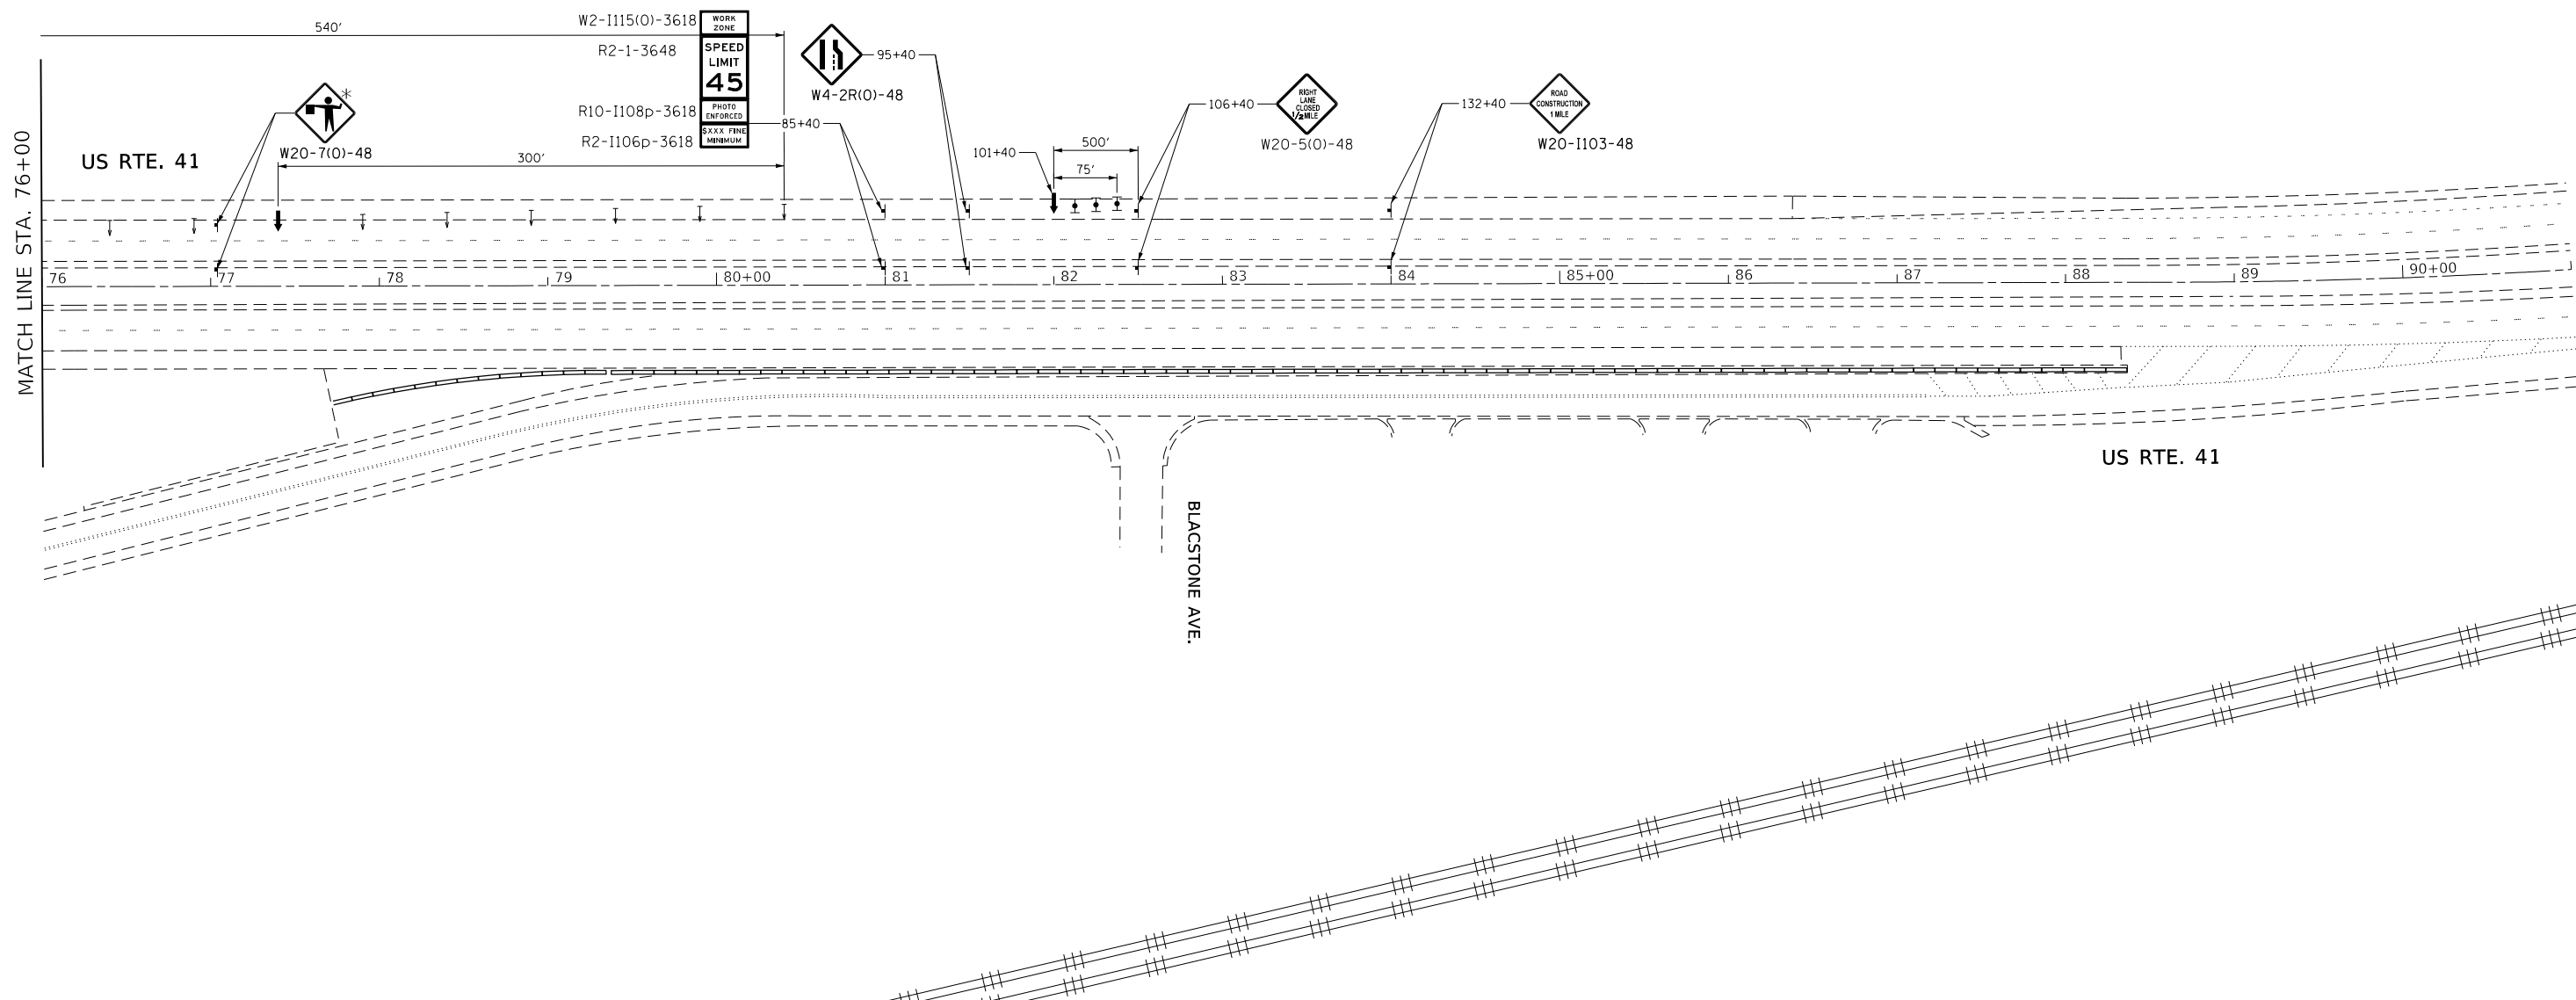 540'
W2-I115(O)-3618
R2-1-3648
R10-I108p-3618
R2-I106p-3618
WORK
ZONE
SPEED
LIMIT
45
PHOTO
ENFORCED
$XXX FINE
MINIMUM
85+40
95+40
W4-2R(O)-48
*
W20-7(O)-48
300'
101+40
500'
75'
106+40
RIGHT
LANE
CLOSED
1/2 MILE
W20-5(O)-48
132+40
ROAD
CONSTRUCTION
1 MILE
W20-I103-48
US RTE. 41
MATCH LINE STA. 76+00
76
77
78
79
80+00
81
82
83
84
85+00
86
87
88
89
90+00
US RTE. 41
BLACSTONE AVE.